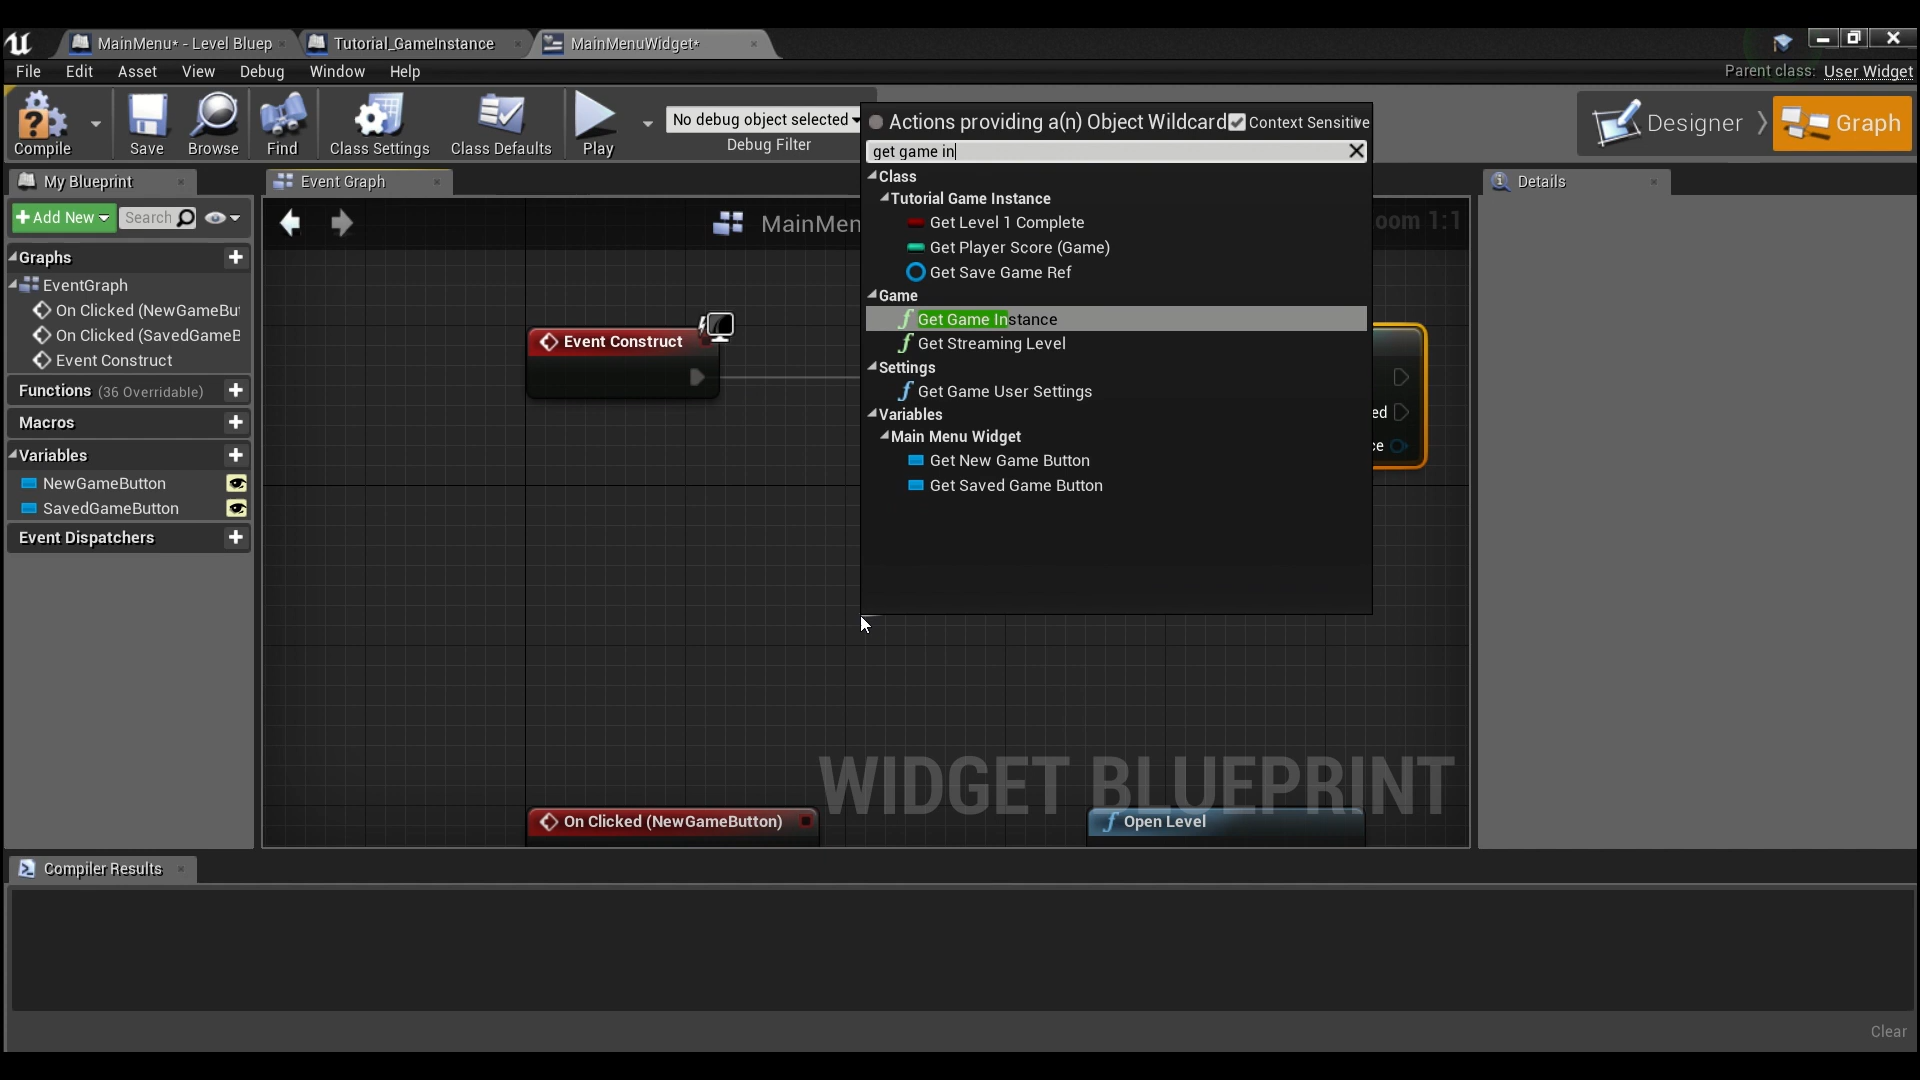 MainMenu* - Level Bluep
Tutorial_GameInstance
MainMenuWidget*
File Edit Asset View Debug Window Help
Parent class: User Widget
Compile
Save
Browse
Find
Class Settings
Class Defaults
Play
No debug object selected
Debug Filter
Designer
Graph
My Blueprint
Add New
Search
Graphs
EventGraph
On Clicked (NewGameBut
On Clicked (SavedGameB
Event Construct
Functions (36 Overridable)
Macros
Variables
NewGameButton
SavedGameButton
Event Dispatchers
Event Graph
MainMen
oom 1:1
Event Construct
Actions providing a(n) Object Wildcard
Context Sensitive
get game in
Class
Tutorial Game Instance
Get Level 1 Complete
Get Player Score (Game)
Get Save Game Ref
Game
Get Game Instance
Get Streaming Level
Settings
Get Game User Settings
Variables
Main Menu Widget
Get New Game Button
Get Saved Game Button
ed
ce
WIDGET BLUEPRINT
On Clicked (NewGameButton)
Open Level
Details
Compiler Results
Clear